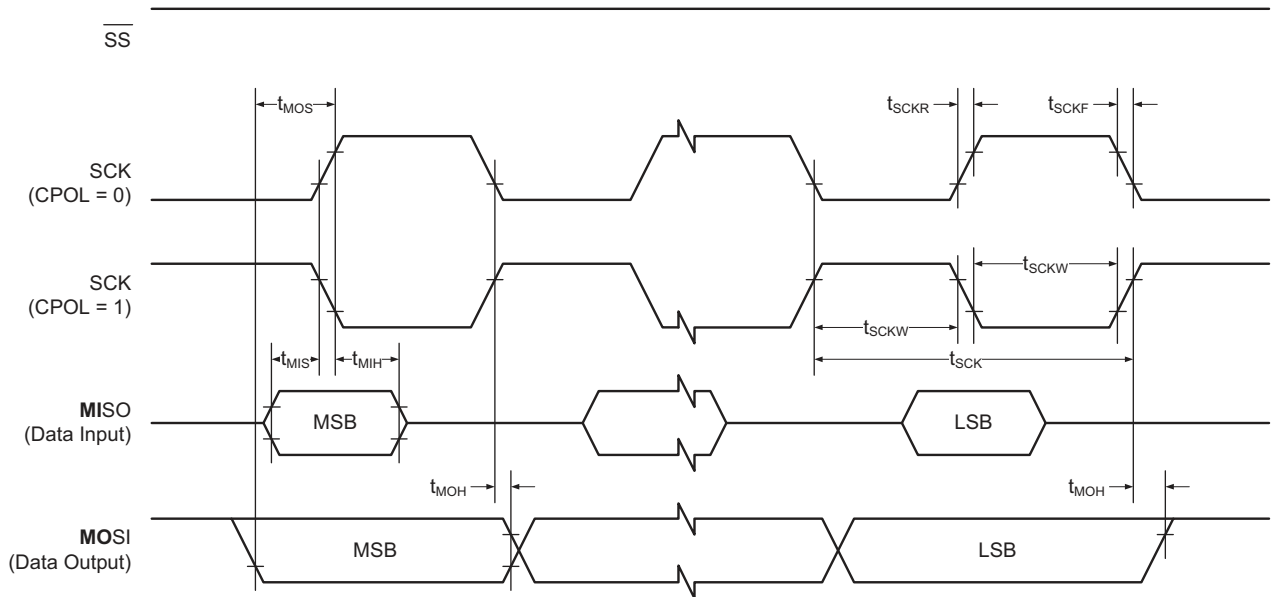 SS
tMOS
tSCKR
tSCKF
SCK
(CPOL = 0)
SCK
(CPOL = 1)
tSCKW
tSCKW
tSCK
tMIS
tMIH
MISO
(Data Input)
MSB
LSB
tMOH
tMOH
MOSI
(Data Output)
MSB
LSB